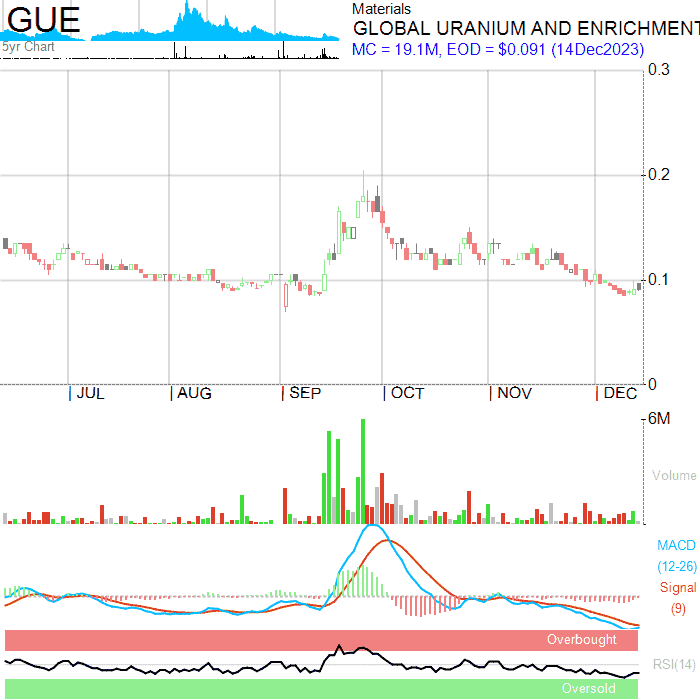 GUE
5yr Chart
Materials
GLOBAL URANIUM AND ENRICHMENT
MC = 19.1M, EOD = $0.091 (14Dec2023)
0.3
0.2
0.1
0
JUL
AUG
SEP
OCT
NOV
DEC
6M
Volume
MACD
(12-26)
Signal
(9)
Overbought
RSI(14)
Oversold